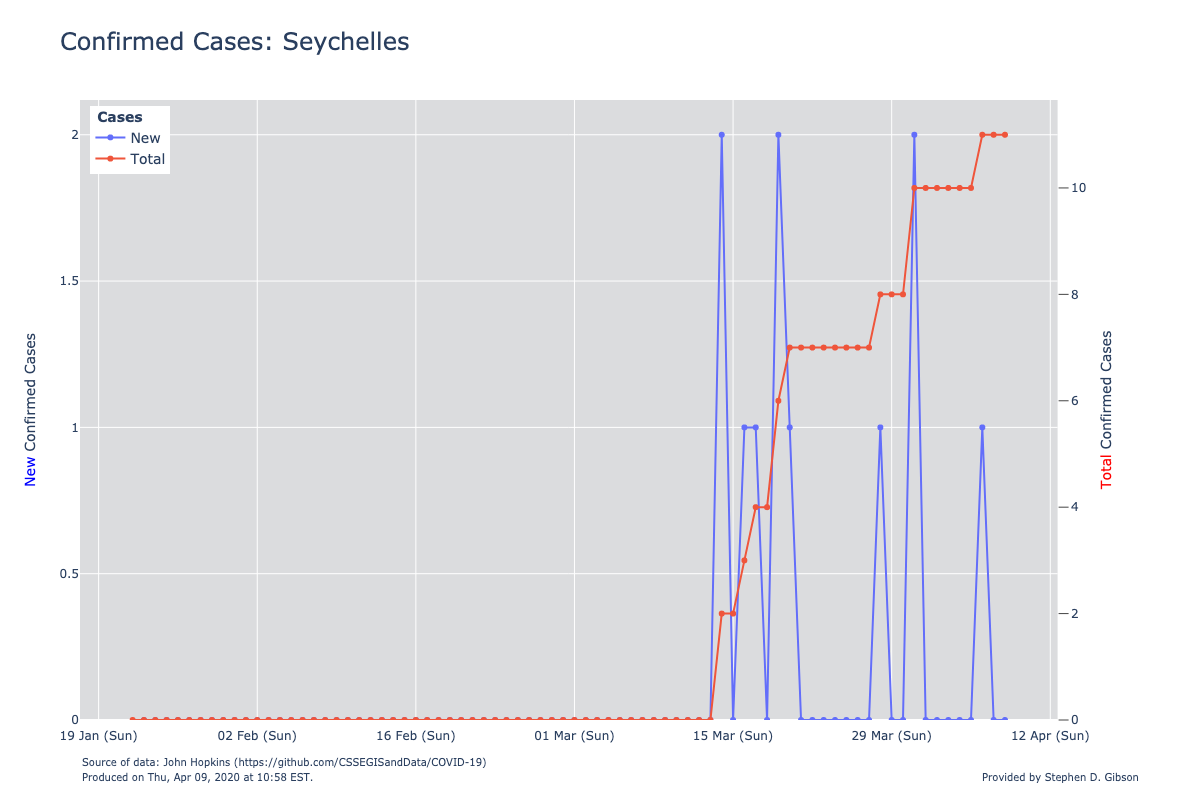 Confirmed Cases: Seychelles
Cases
New
Total
2
1.5
1
0.5
0
10
8
6
4
2
0
New Confirmed Cases
Total Confirmed Cases
19 Jan (Sun) 02 Feb (Sun) 16 Feb (Sun) 01 Mar (Sun) 15 Mar (Sun) 29 Mar (Sun) 12 Apr (Sun)
Source of data: John Hopkins (https://github.com/CSSEGISandData/COVID-19)
Produced on Thu, Apr 09, 2020 at 10:58 EST.
Provided by Stephen D. Gibson